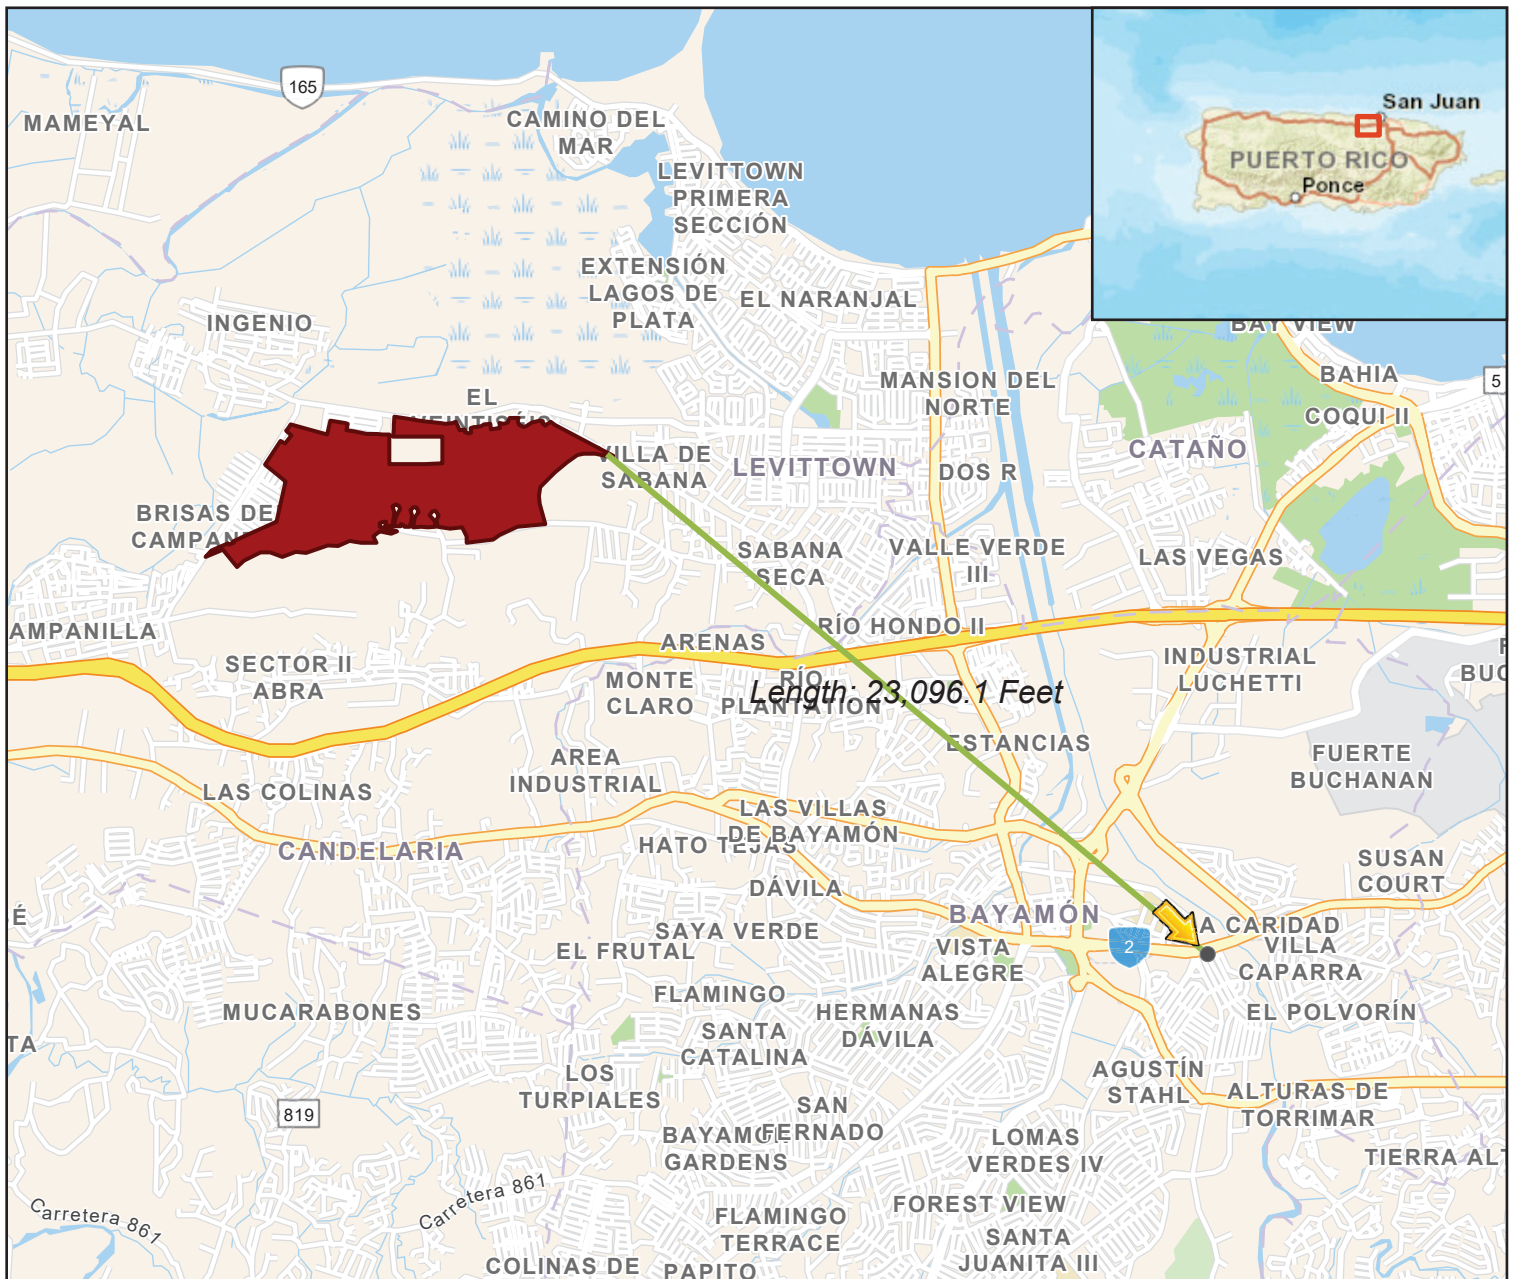 165
San Juan
PUERTO RICO
Ponce
MAMEYAL
CAMINO DEL
MAR
LEVITTOWN
PRIMERA
SECCIÓN
EXTENSIÓN
LAGOS DE
PLATA
EL NARANJAL
INGENIO
BAY VIEW
BAHIA
5
COQUI II
MANSION DEL
NORTE
EL
VILLA DE
SABANA
LEVITTOWN
DOS R
CATAÑO
BRISAS DE
CAMPAN
SABANA
SECA
VALLE VERDE
III
LAS VEGAS
AMPANILLA
RÍO HONDO II
ARENAS
SECTOR II
ABRA
MONTE
CLARO
RÍO
PLANTATION
Length: 23,096.1 Feet
INDUSTRIAL
LUCHETTI
BUC
ESTANCIAS
FUERTE
BUCHANAN
AREA
INDUSTRIAL
LAS COLINAS
LAS VILLAS
DE BAYAMÓN
HATO TEJAS
CANDELARIA
SUSAN
COURT
DÁVILA
É
BAYAMÓN
A CARIDAD
SAYA VERDE
EL FRUTAL
VISTA
ALEGRE
2
VILLA
CAPARRA
FLAMINGO
MUCARABONES
HERMANAS
DÁVILA
EL POLVORÍN
SANTA
CATALINA
TA
LOS
TURPIALES
AGUSTÍN
STAHL
ALTURAS DE
TORRIMAR
819
SAN
FERNADO
GARDENS
LOMAS
VERDES IV
TIERRA ALT
Carretera 861
Carretera 861
FOREST VIEW
FLAMINGO
TERRACE
SANTA
JUANITA III
COLINAS DE
PAPITO